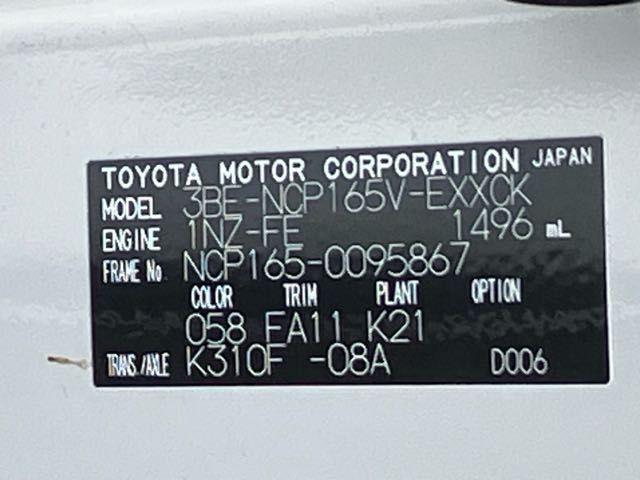 TOYOTA MOTOR CORPORATION JAPAN
MODEL 3BE-NCP165V-EXXCK
ENGINE 1NZ-FE 1496 mL
FRAME No. NCP165-0095867
COLOR TRIM PLANT OPTION
058 FA11 K21
TRANS./AXLE K310F -08A D006